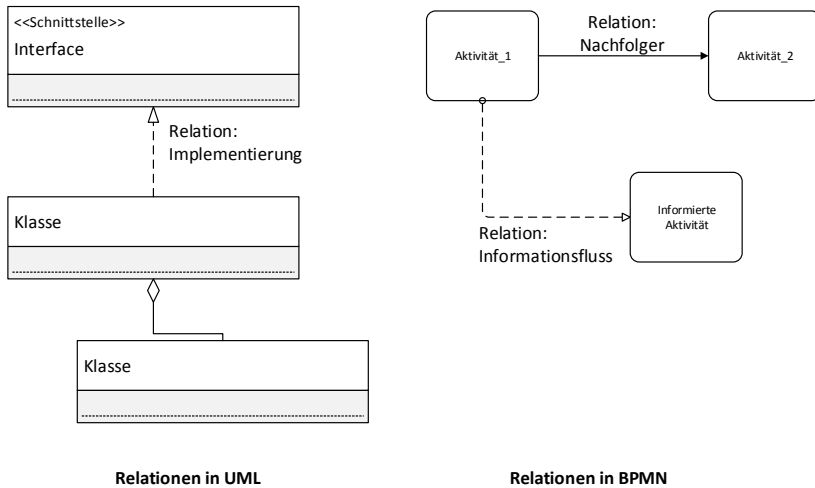 <<Schnittstelle>>
Interface
Relation:
Implementierung
Klasse
Klasse
Relationen in UML
Aktivität_1
Relation:
Nachfolger
Aktivität_2
Relation:
Informationsfluss
Informierte
Aktivität
Relationen in BPMN